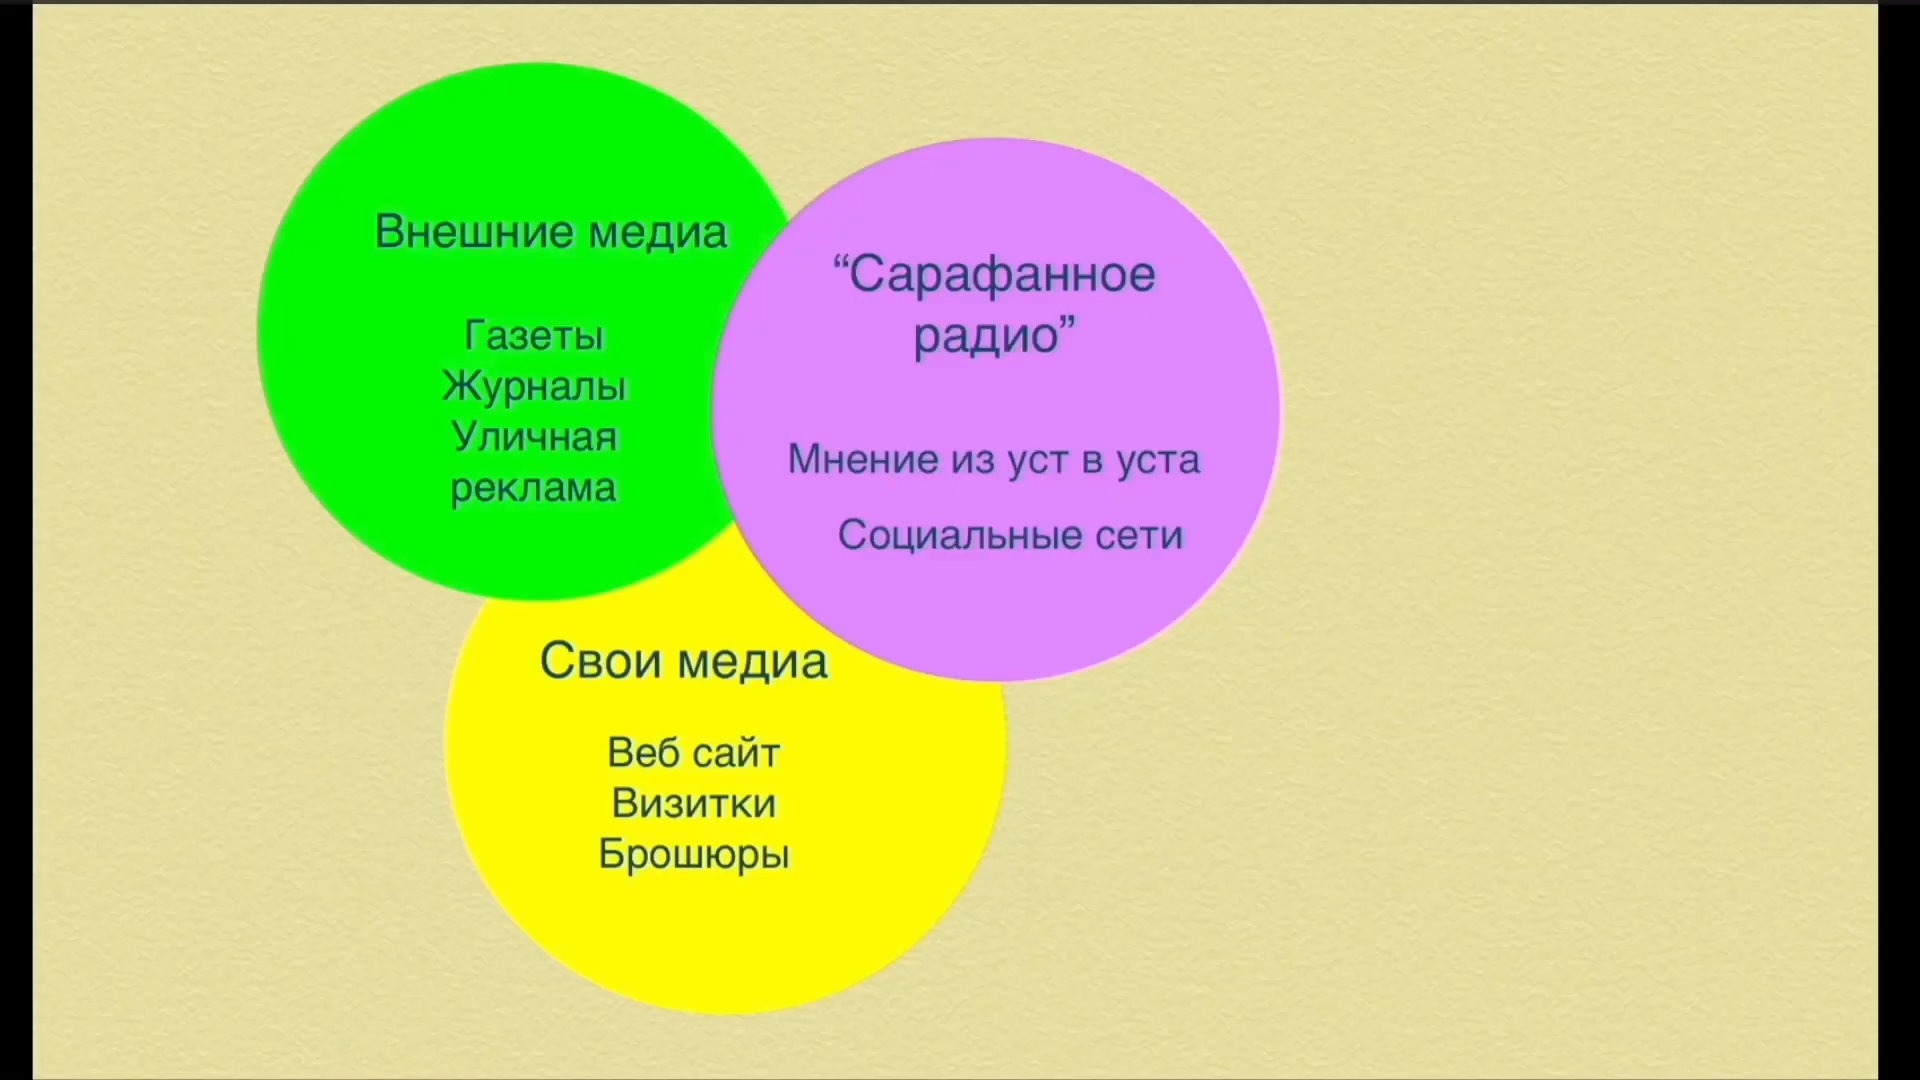 Внешние медиа
Газеты
Журналы
Уличная
реклама
“Сарафанное
радио”
Мнение из уст в уста
Социальные сети
Свои медиа
Веб сайт
Визитки
Брошюры